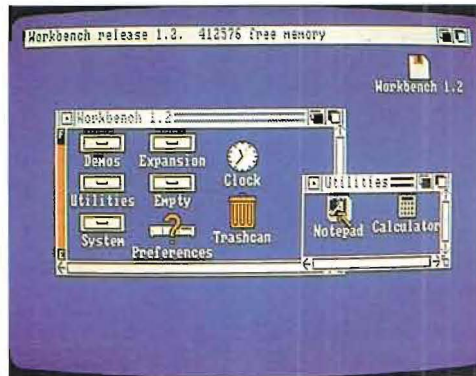 Workbench release 1.2. 412576 free memory
Workbench 1.2
Workbench 1.2
Demos Expansion
Clock
Utilities
Utilities Empty
Notepad Calculator
System
Preferences Trashcan